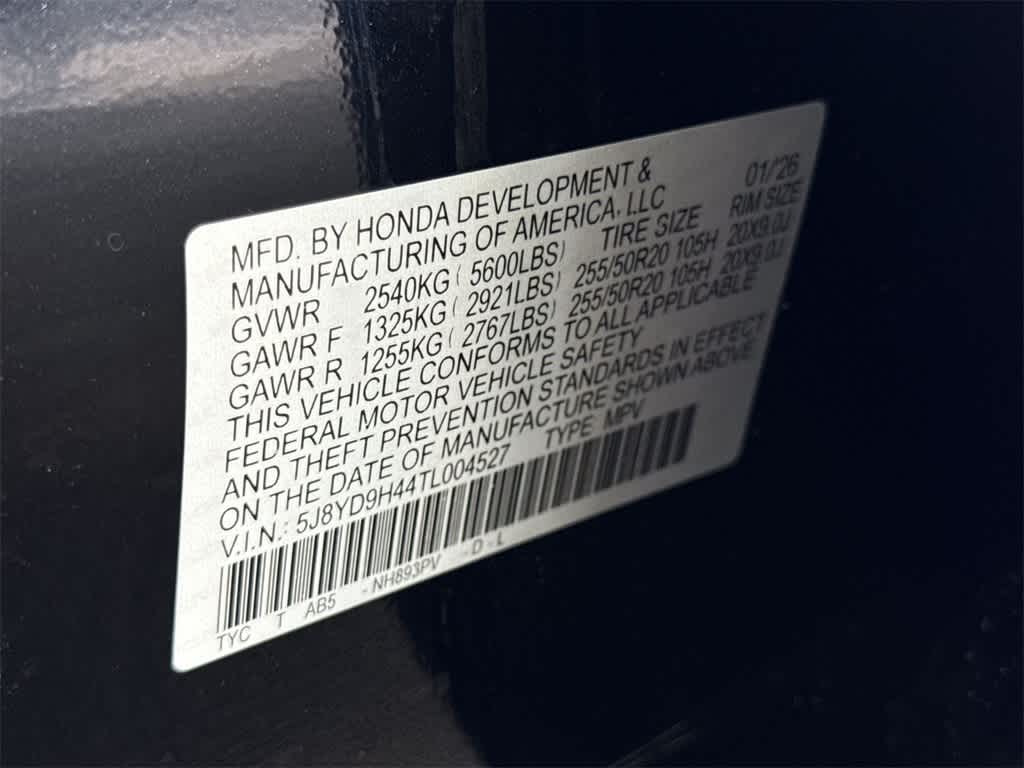 MFD. BY HONDA DEVELOPMENT & 01/'26
MANUFACTURING OF AMERICA, LLC
TIRE SIZE RIM SIZE
GVWR 2540KG ( 5600LBS)
GAWR F 1325KG ( 2921LBS) 255/50R20 105H 20X9.0J
GAWR R 1255KG ( 2767LBS) 255/50R20 105H 20X9.0J
THIS VEHICLE CONFORMS TO ALL APPLICABLE
FEDERAL MOTOR VEHICLE SAFETY
AND THEFT PREVENTION STANDARDS IN EFFECT
ON THE DATE OF MANUFACTURE SHOWN ABOVE
V.I.N.: 5J8YD9H44TL004527 TYPE: MPV
TYC T AB5 - NH893PV - D - L